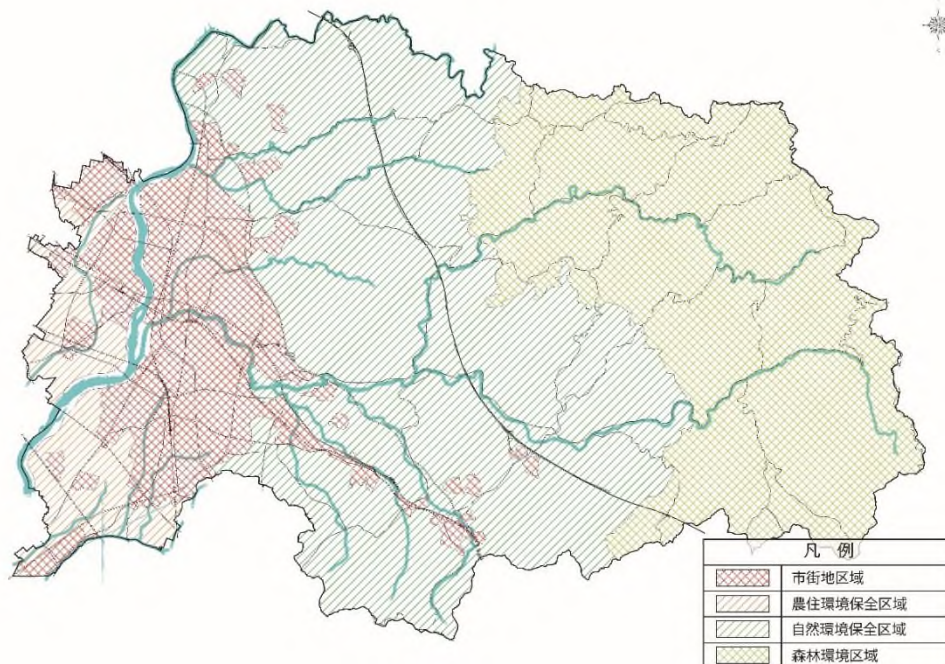 凡 例
市街地区域
農住環境保全区域
自然環境保全区域
森林環境区域